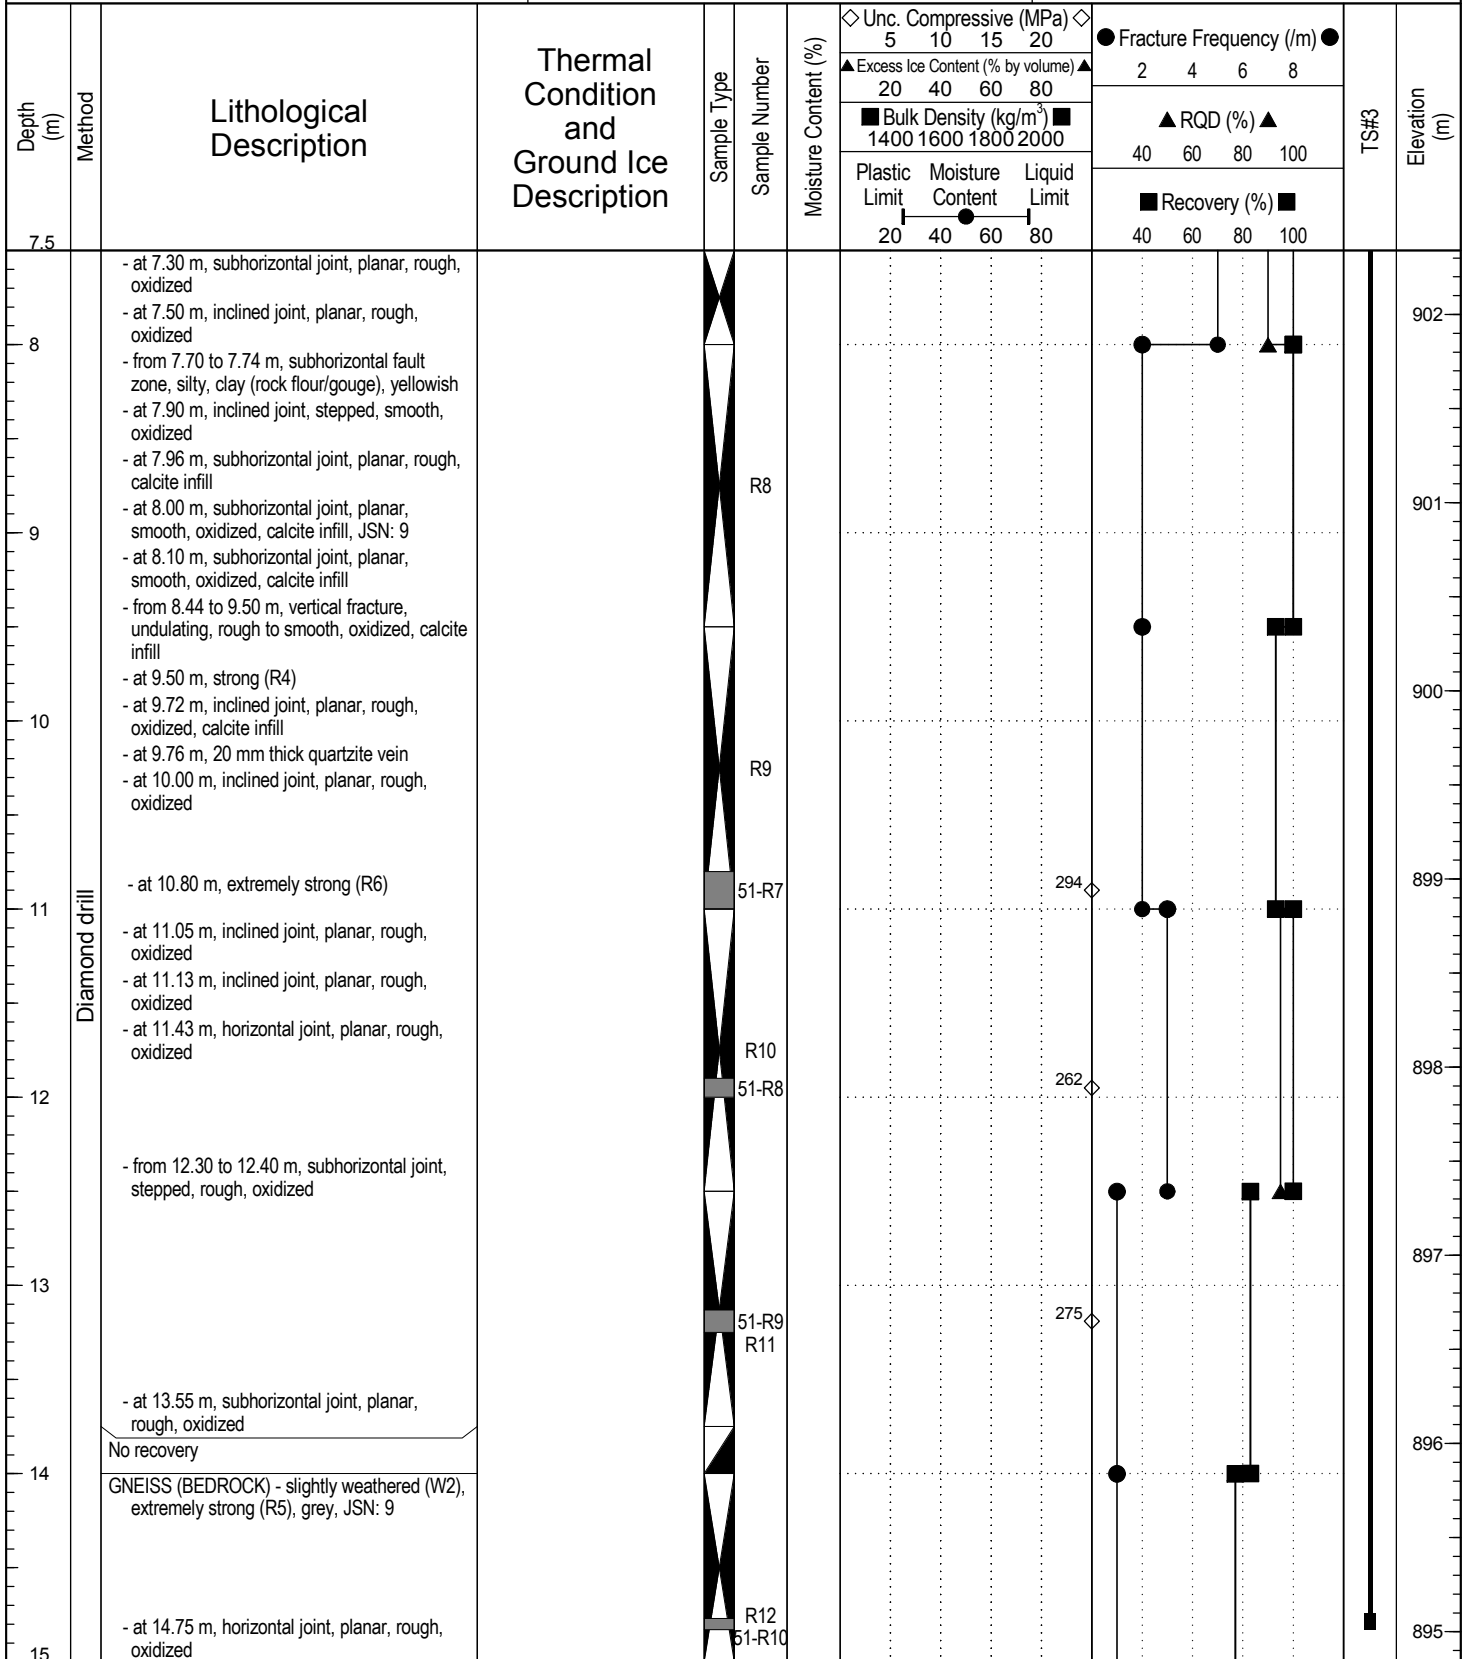 Depth
(m)
Method
Lithological
Description
Thermal
Condition
and
Ground Ice
Description
Sample Type
Sample Number
Moisture Content (%)
◇ Unc. Compressive (MPa) ◇
5 10 15 20
▲ Excess Ice Content (% by volume) ▲
20 40 60 80
■ Bulk Density (kg/m³) ■
1400 1600 1800 2000
Plastic Moisture Liquid
Limit Content Limit
20 40 60 80
● Fracture Frequency (/m) ●
2 4 6 8
▲ RQD (%) ▲
40 60 80 100
■ Recovery (%) ■
40 60 80 100
TS#3
Elevation
(m)
7.5
- at 7.30 m, subhorizontal joint, planar, rough,
oxidized
- at 7.50 m, inclined joint, planar, rough,
oxidized
902
8
- from 7.70 to 7.74 m, subhorizontal fault
zone, silty, clay (rock flour/gouge), yellowish
- at 7.90 m, inclined joint, stepped, smooth,
oxidized
- at 7.96 m, subhorizontal joint, planar, rough,
calcite infill
R8
- at 8.00 m, subhorizontal joint, planar,
smooth, oxidized, calcite infill, JSN: 9
901
9
- at 8.10 m, subhorizontal joint, planar,
smooth, oxidized, calcite infill
- from 8.44 to 9.50 m, vertical fracture,
undulating, rough to smooth, oxidized, calcite
infill
- at 9.50 m, strong (R4)
900
- at 9.72 m, inclined joint, planar, rough,
oxidized, calcite infill
10
- at 9.76 m, 20 mm thick quartzite vein
R9
- at 10.00 m, inclined joint, planar, rough,
oxidized
- at 10.80 m, extremely strong (R6)
51-R7
294
899
11
Diamond drill
- at 11.05 m, inclined joint, planar, rough,
oxidized
- at 11.13 m, inclined joint, planar, rough,
oxidized
- at 11.43 m, horizontal joint, planar, rough,
oxidized
R10
898
51-R8
262
12
- from 12.30 to 12.40 m, subhorizontal joint,
stepped, rough, oxidized
897
13
51-R9
275
R11
- at 13.55 m, subhorizontal joint, planar,
rough, oxidized
No recovery
896
14
GNEISS (BEDROCK) - slightly weathered (W2),
extremely strong (R5), grey, JSN: 9
R12
- at 14.75 m, horizontal joint, planar, rough,
oxidized
51-R10
895
15